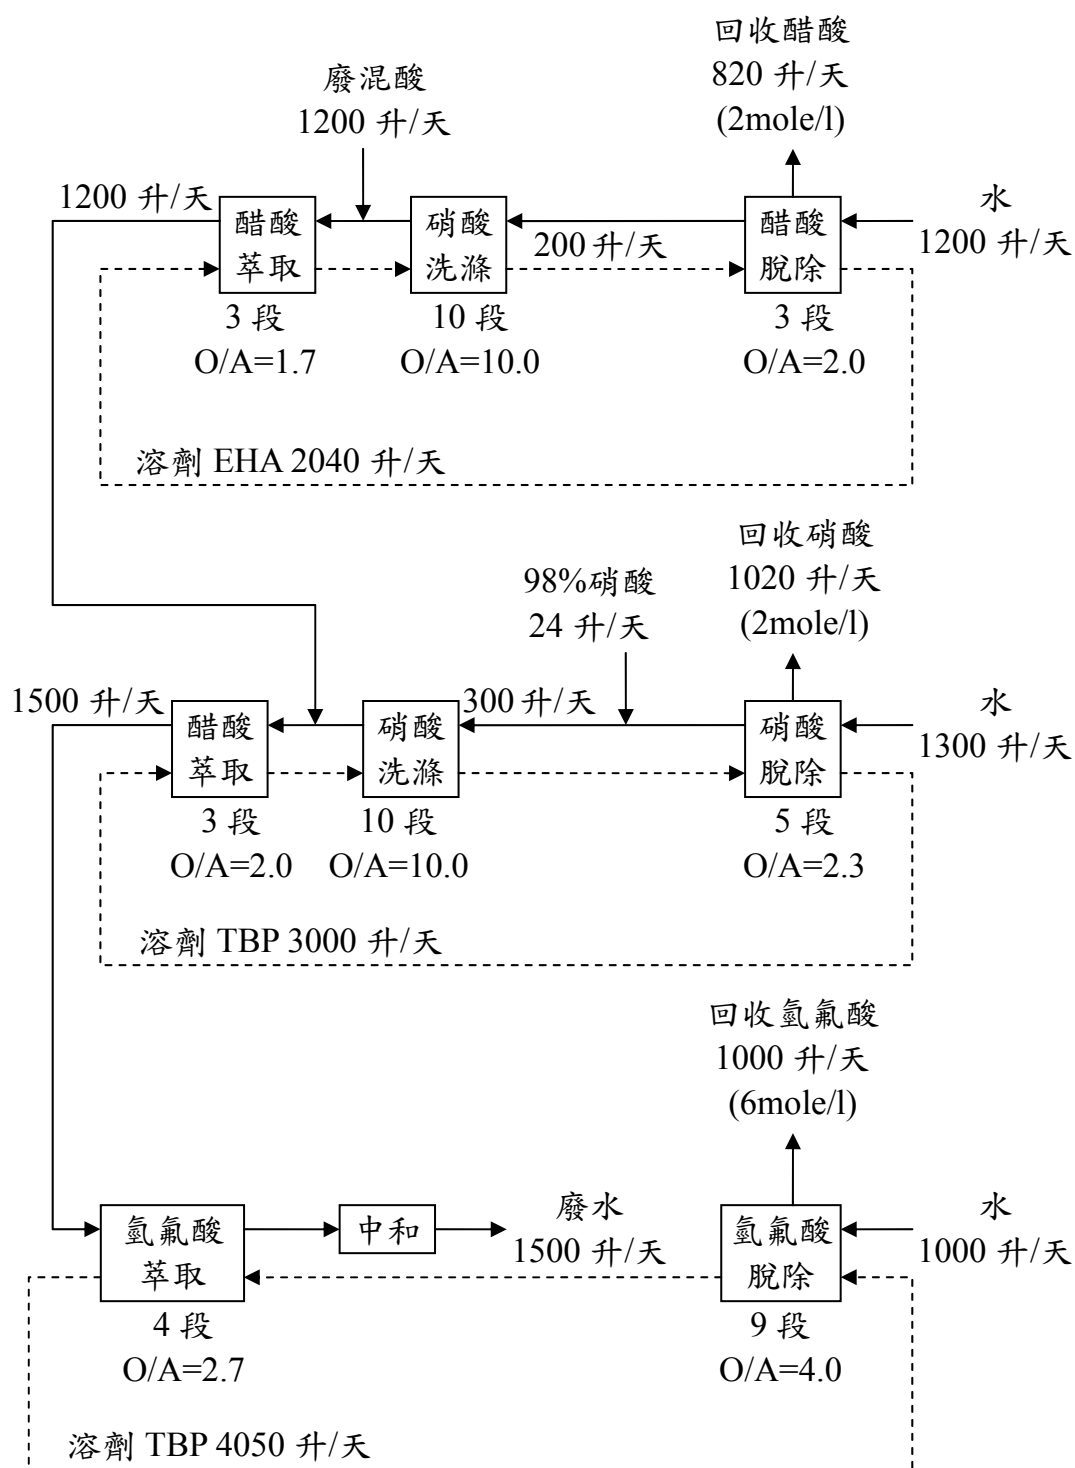 回收醋酸
820 升/天
(2mole/l)
廢混酸
1200 升/天
1200 升/天
醋酸
萃取
硝酸
洗滌
200升/天
醋酸
脫除
水
1200 升/天
3 段
O/A=1.7
10 段
O/A=10.0
3 段
O/A=2.0
溶劑 EHA 2040 升/天
回收硝酸
1020 升/天
(2mole/l)
98%硝酸
24 升/天
1500 升/天
醋酸
萃取
硝酸
洗滌
300升/天
硝酸
脫除
水
1300 升/天
3 段
O/A=2.0
10 段
O/A=10.0
5 段
O/A=2.3
溶劑 TBP 3000 升/天
回收氫氟酸
1000 升/天
(6mole/l)
氫氟酸
萃取
中和
廢水
1500 升/天
氫氟酸
脫除
水
1000 升/天
4 段
O/A=2.7
9 段
O/A=4.0
溶劑 TBP 4050 升/天